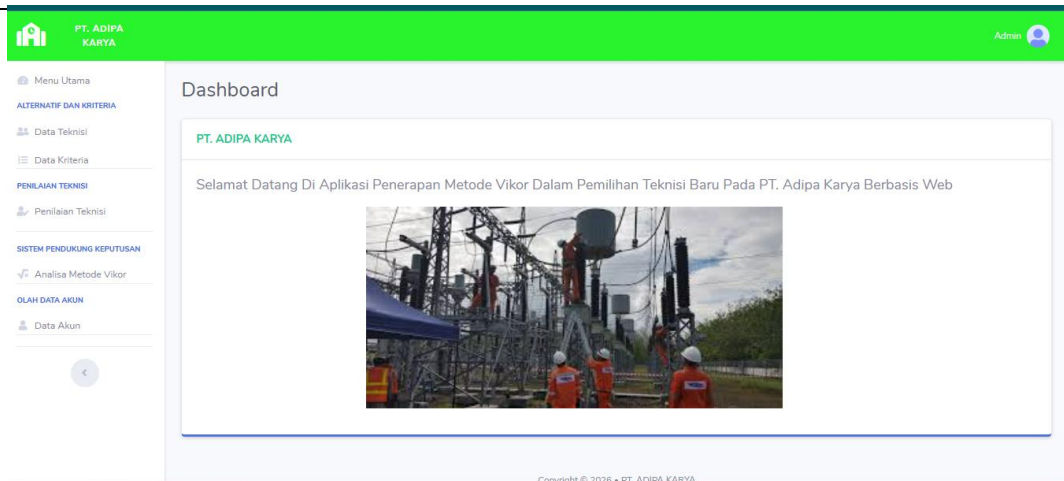 PT. ADIPA
KARYA
Admin
Menu Utama
ALTERNATIF DAN KRITERIA
Data Teknisi
Data Kriteria
PENILAIAN TEKNISI
Penilaian Teknisi
SISTEM PENDUKUNG KEPUTUSAN
Analisa Metode Vikor
OLAH DATA AKUN
Data Akun
Dashboard
PT. ADIPA KARYA
Selamat Datang Di Aplikasi Penerapan Metode Vikor Dalam Pemilihan Teknisi Baru Pada PT. Adipa Karya Berbasis Web
Copyright © 2026 • PT. ADIPA KARYA